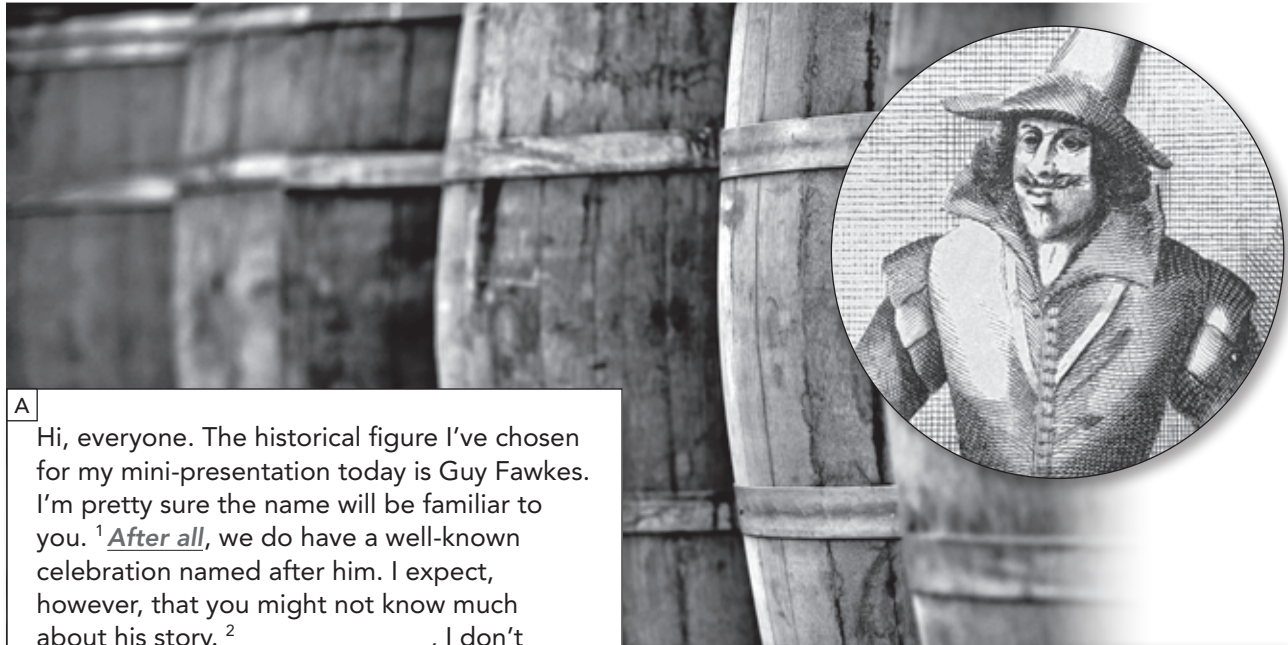 A
Hi, everyone. The historical figure I've chosen
for my mini-presentation today is Guy Fawkes.
I'm pretty sure the name will be familiar to
you. ¹ After all, we do have a well-known
celebration named after him. I expect,
however, that you might not know much
about his story. ² , I don't